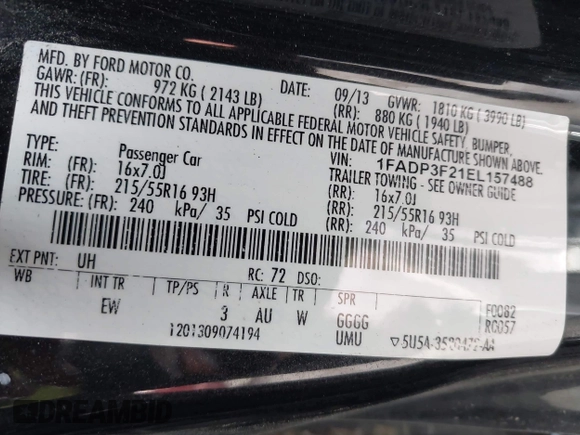 MFD. BY FORD MOTOR CO. DATE: 09/13 GVWR: 1810 KG ( 3990 LB)
GAWR: (FR): 972 KG ( 2143 LB) (RR): 880 KG ( 1940 LB)
THIS VEHICLE CONFORMS TO ALL APPLICABLE FEDERAL MOTOR VEHICLE SAFETY, BUMPER,
AND THEFT PREVENTION STANDARDS IN EFFECT ON THE DATE OF MANUFACTURE SHOWN ABOVE.
VIN: 1FADP3F21EL157488
TYPE: Passenger Car TRAILER TOWING - SEE OWNER GUIDE
RIM: (FR): 16x7.0J (RR): 16x7.0J
TIRE: (FR): 215/55R16 93H (RR): 215/55R16 93H
PRESSURE: (FR): 240 kPa/ 35 PSI COLD (RR): 240 kPa/ 35 PSI COLD
EXT PNT: UH RC: 72 DSO:
WB INT TR TP/PS R AXLE TR SPR F0082
EW 3 AU W GGGG R0057
1201309074194 UMU
DREAMBID